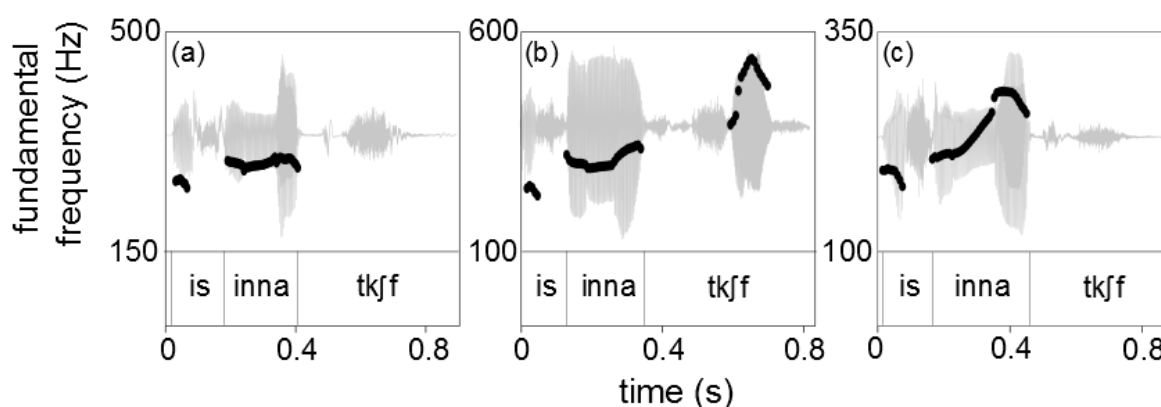 fundamental
frequency (Hz)
500
(a)
150
is inna tkʃf
0 0.4 0.8
600
(b)
100
is inna tkʃf
0 0.4 0.8
350
(c)
100
is inna tkʃf
0 0.4 0.8
time (s)